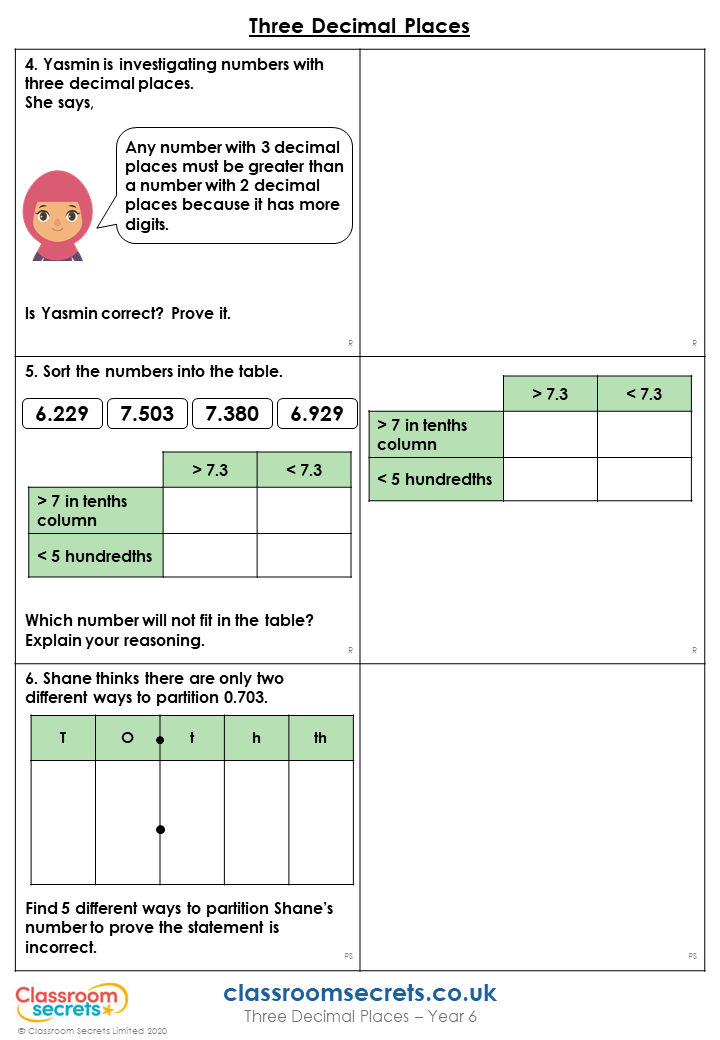 Three Decimal Places
4. Yasmin is investigating numbers with
three decimal places.
She says,
Any number with 3 decimal
places must be greater than
a number with 2 decimal
places because it has more
digits.
Is Yasmin correct? Prove it.
R
R
5. Sort the numbers into the table.
6.229 7.503 7.380 6.929
> 7.3 < 7.3
> 7 in tenths
column
< 5 hundredths
Which number will not fit in the table?
Explain your reasoning.
R
> 7.3 < 7.3
> 7 in tenths
column
< 5 hundredths
R
6. Shane thinks there are only two
different ways to partition 0.703.
T O t h th
Find 5 different ways to partition Shane's
number to prove the statement is
incorrect.
PS
PS
Classroom
secrets
© Classroom Secrets Limited 2020
classroomsecrets.co.uk
Three Decimal Places – Year 6